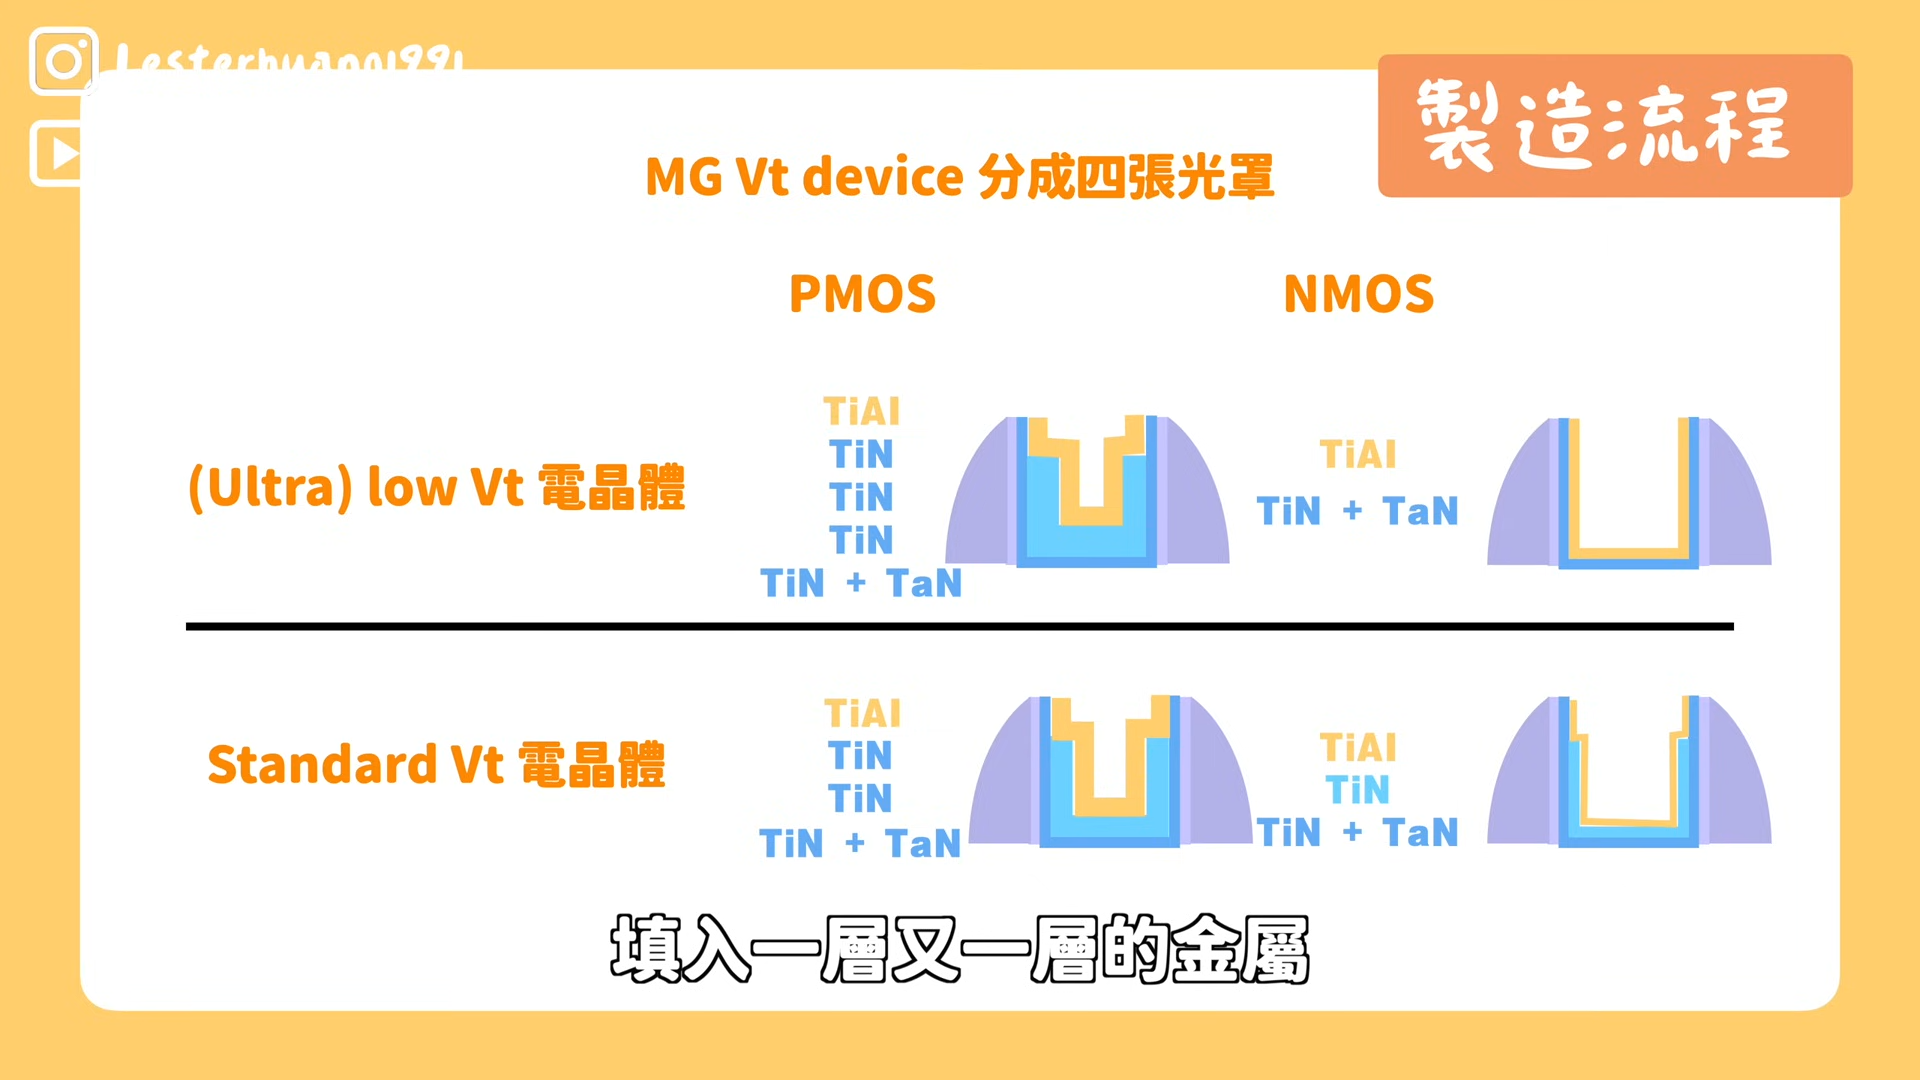 Lesterhuang1991
製造流程
MG Vt device 分成四張光罩
PMOS
NMOS
(Ultra) low Vt 電晶體
TiAl
TiN
TiN
TiN
TiN + TaN
TiAl
TiN + TaN
Standard Vt 電晶體
TiAl
TiN
TiN
TiN + TaN
TiAl
TiN
TiN + TaN
填入一層又一層的金屬